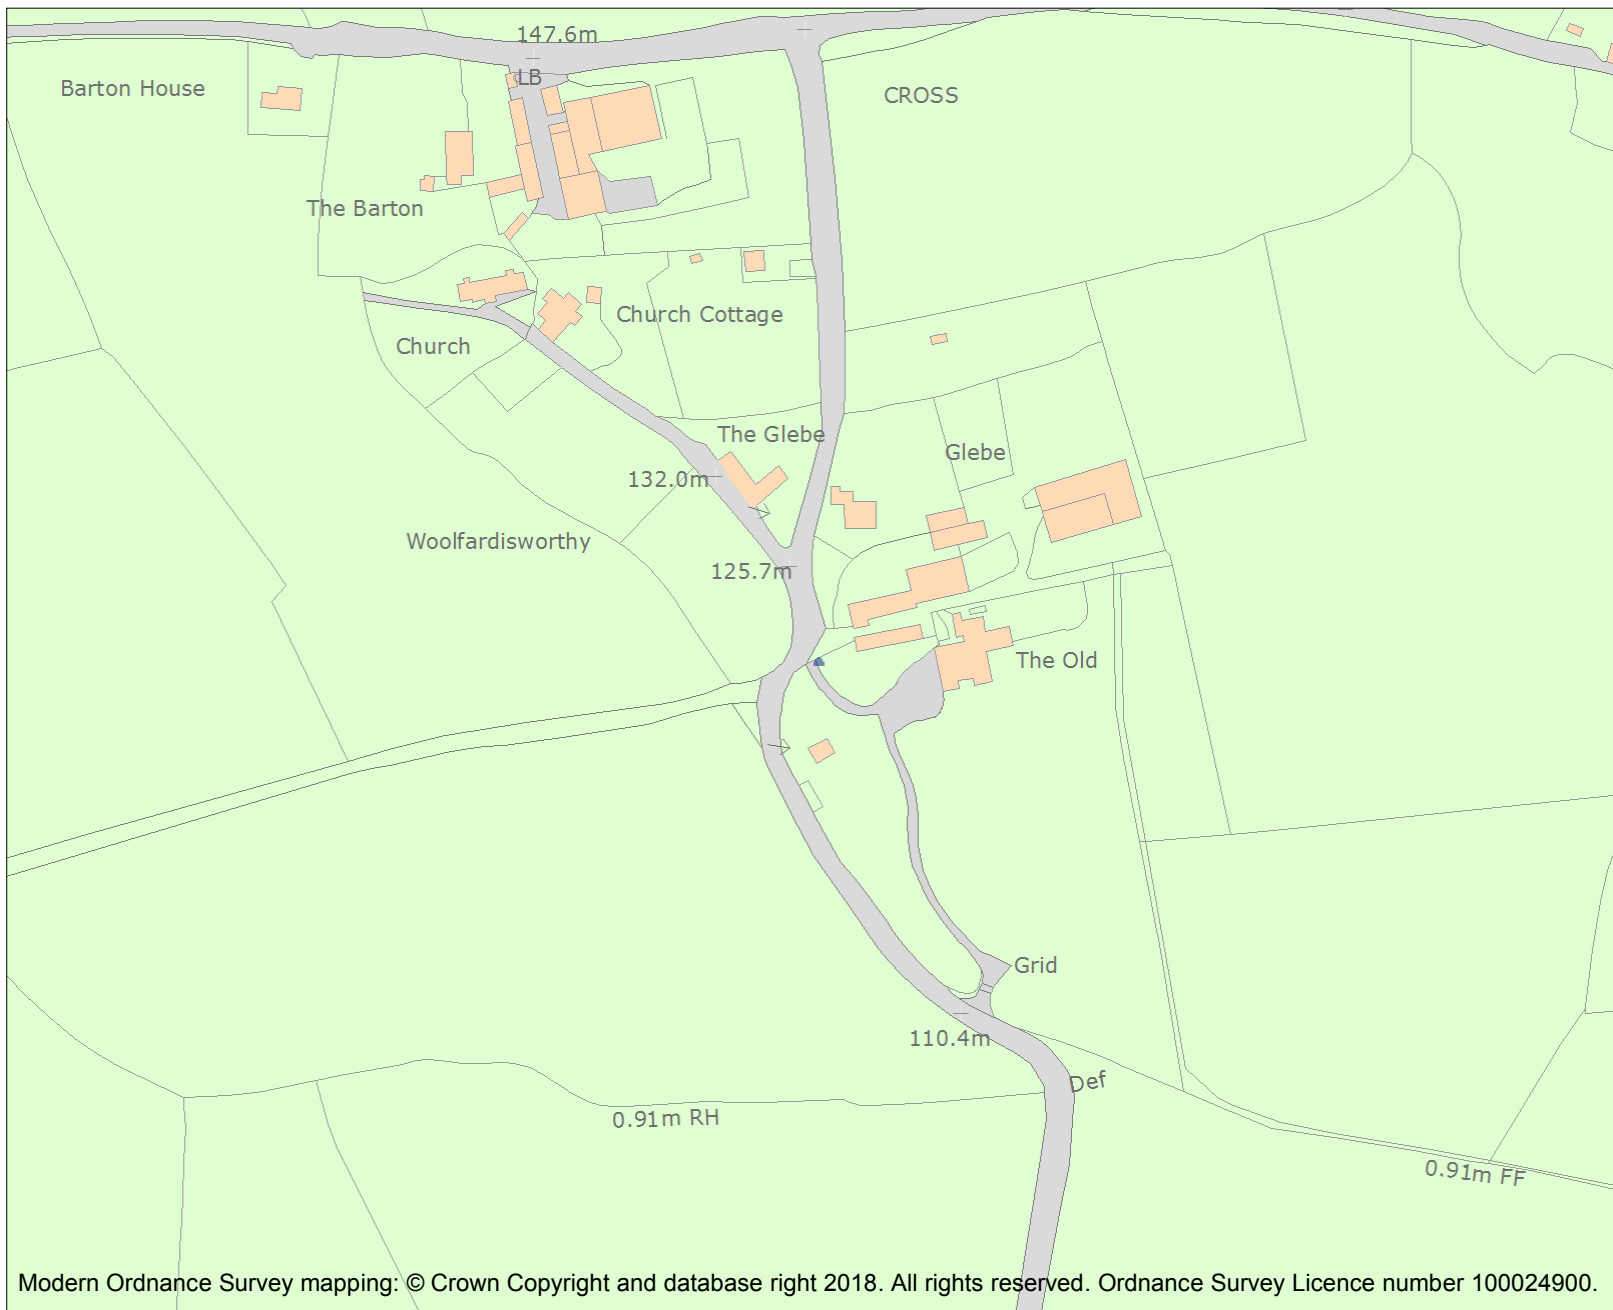 147.6m
LB
Barton House
CROSS
The Barton
Church Cottage
Church
The Glebe
Glebe
132.0m
Woolfardisworthy
125.7m
The Old
Grid
110.4m
Def
0.91m RH
0.91m FF
Modern Ordnance Survey mapping: © Crown Copyright and database right 2018. All rights reserved. Ordnance Survey Licence number 100024900.